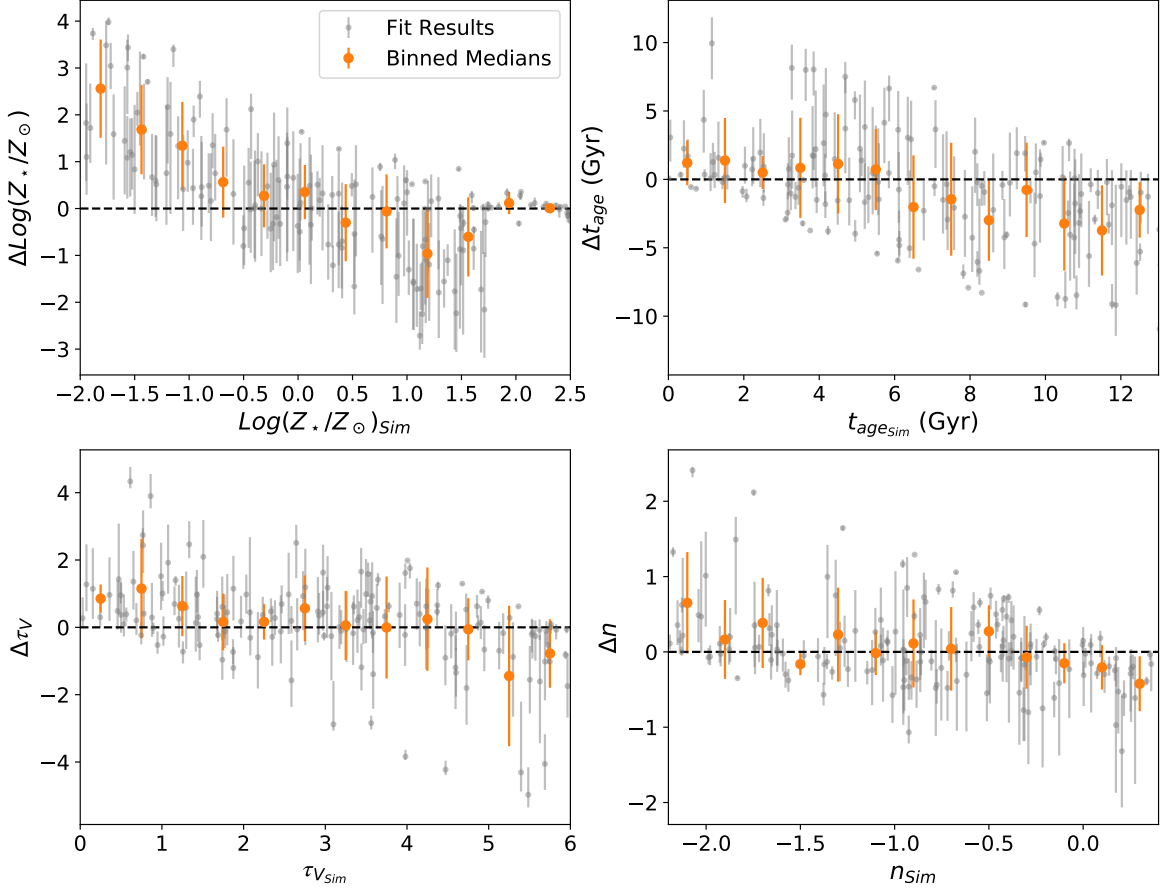 Fit Results
Binned Medians
4
3
2
1
0
−1
−2
−3
ΔLog(Z⋆/Z⊙)
−2.0 −1.5 −1.0 −0.5 0.0 0.5 1.0 1.5 2.0 2.5
Log(Z⋆/Z⊙)Sim
10
5
0
−5
−10
Δtage (Gyr)
0 2 4 6 8 10 12
tageSim (Gyr)
4
2
0
−2
−4
ΔτV
0 1 2 3 4 5 6
τVSim
2
1
0
−1
−2
Δn
−2.0 −1.5 −1.0 −0.5 0.0
nSim